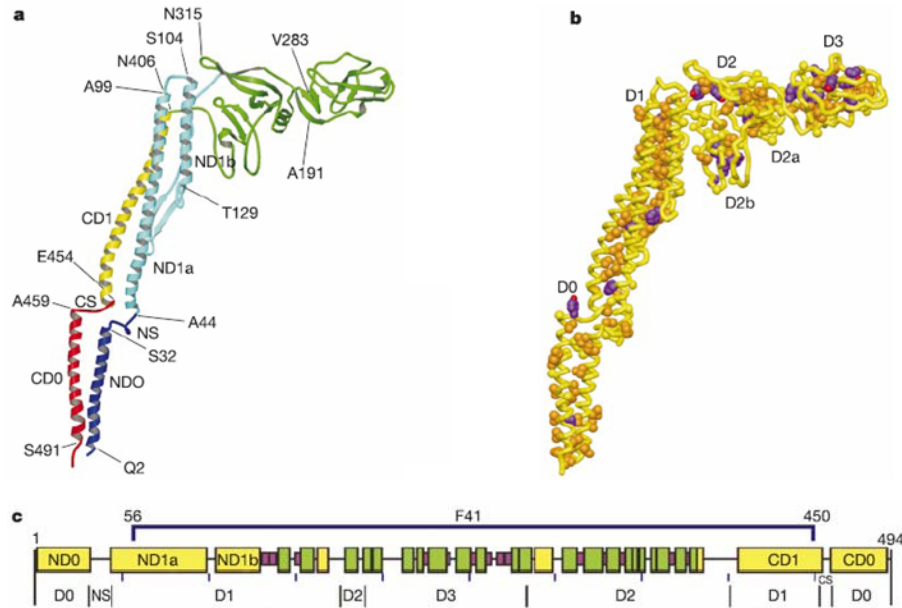 a
N315
V283
S104
N406
A99
ND1b
A191
T129
CD1
ND1a
E454
A459
CS
A44
NS
S32
CD0
NDO
S491
Q2
b
D3
D2
D1
D2a
D2b
D0
c
56 F41 450
1 494
ND0 ND1a ND1b CD1 CD0
CS
D0 NS D1 D2 D3 D2 D1 D0